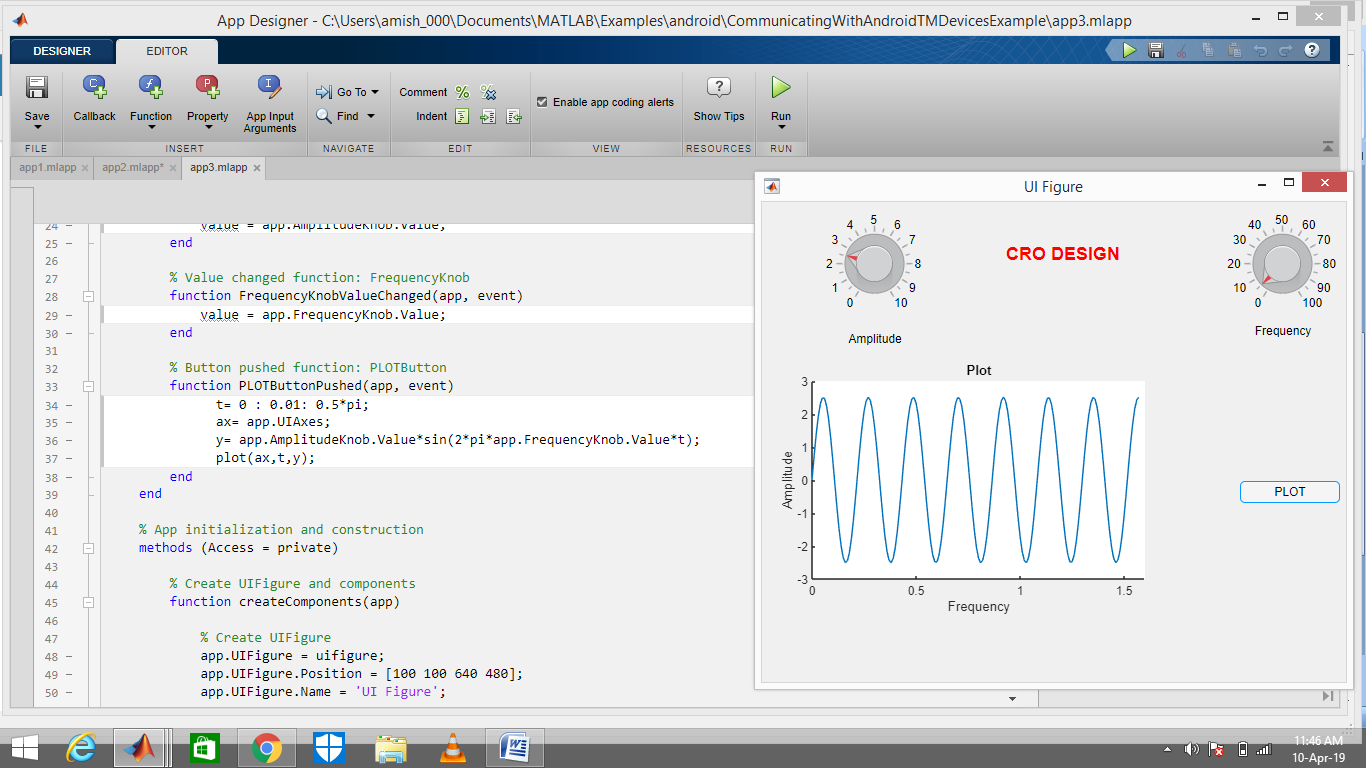 App Designer - C:\Users\amish_000\Documents\MATLAB\Examples\android\CommunicatingWithAndroidTMDevicesExample\app3.mlapp
DESIGNER EDITOR
Save Callback Function Property App Input Arguments
Go To
Find
Comment
Indent
Enable app coding alerts
Show Tips
Run
FILE INSERT NAVIGATE EDIT VIEW RESOURCES RUN
app1.mlapp × app2.mlapp* × app3.mlapp ×
24 – value = app.AmplitudeKnob.Value;
25 – end
26
27 % Value changed function: FrequencyKnob
28 function FrequencyKnobValueChanged(app, event)
29 – value = app.FrequencyKnob.Value;
30 – end
31
32 % Button pushed function: PLOTButton
33 function PLOTButtonPushed(app, event)
34 – t= 0 : 0.01: 0.5*pi;
35 – ax= app.UIAxes;
36 – y= app.AmplitudeKnob.Value*sin(2*pi*app.FrequencyKnob.Value*t);
37 – plot(ax,t,y);
38 – end
39 end
40
41 % App initialization and construction
42 methods (Access = private)
43
44 % Create UIFigure and components
45 function createComponents(app)
46
47 % Create UIFigure
48 – app.UIFigure = uifigure;
49 – app.UIFigure.Position = [100 100 640 480];
50 – app.UIFigure.Name = 'UI Figure';
UI Figure
0 1 2 3 4 5 6 7 8 9 10
Amplitude
CRO DESIGN
0 10 20 30 40 50 60 70 80 90 100
Frequency
Plot
3
2
1
0
-1
-2
-3
Amplitude
0 0.5 1 1.5
Frequency
PLOT
11:46 AM
10-Apr-19